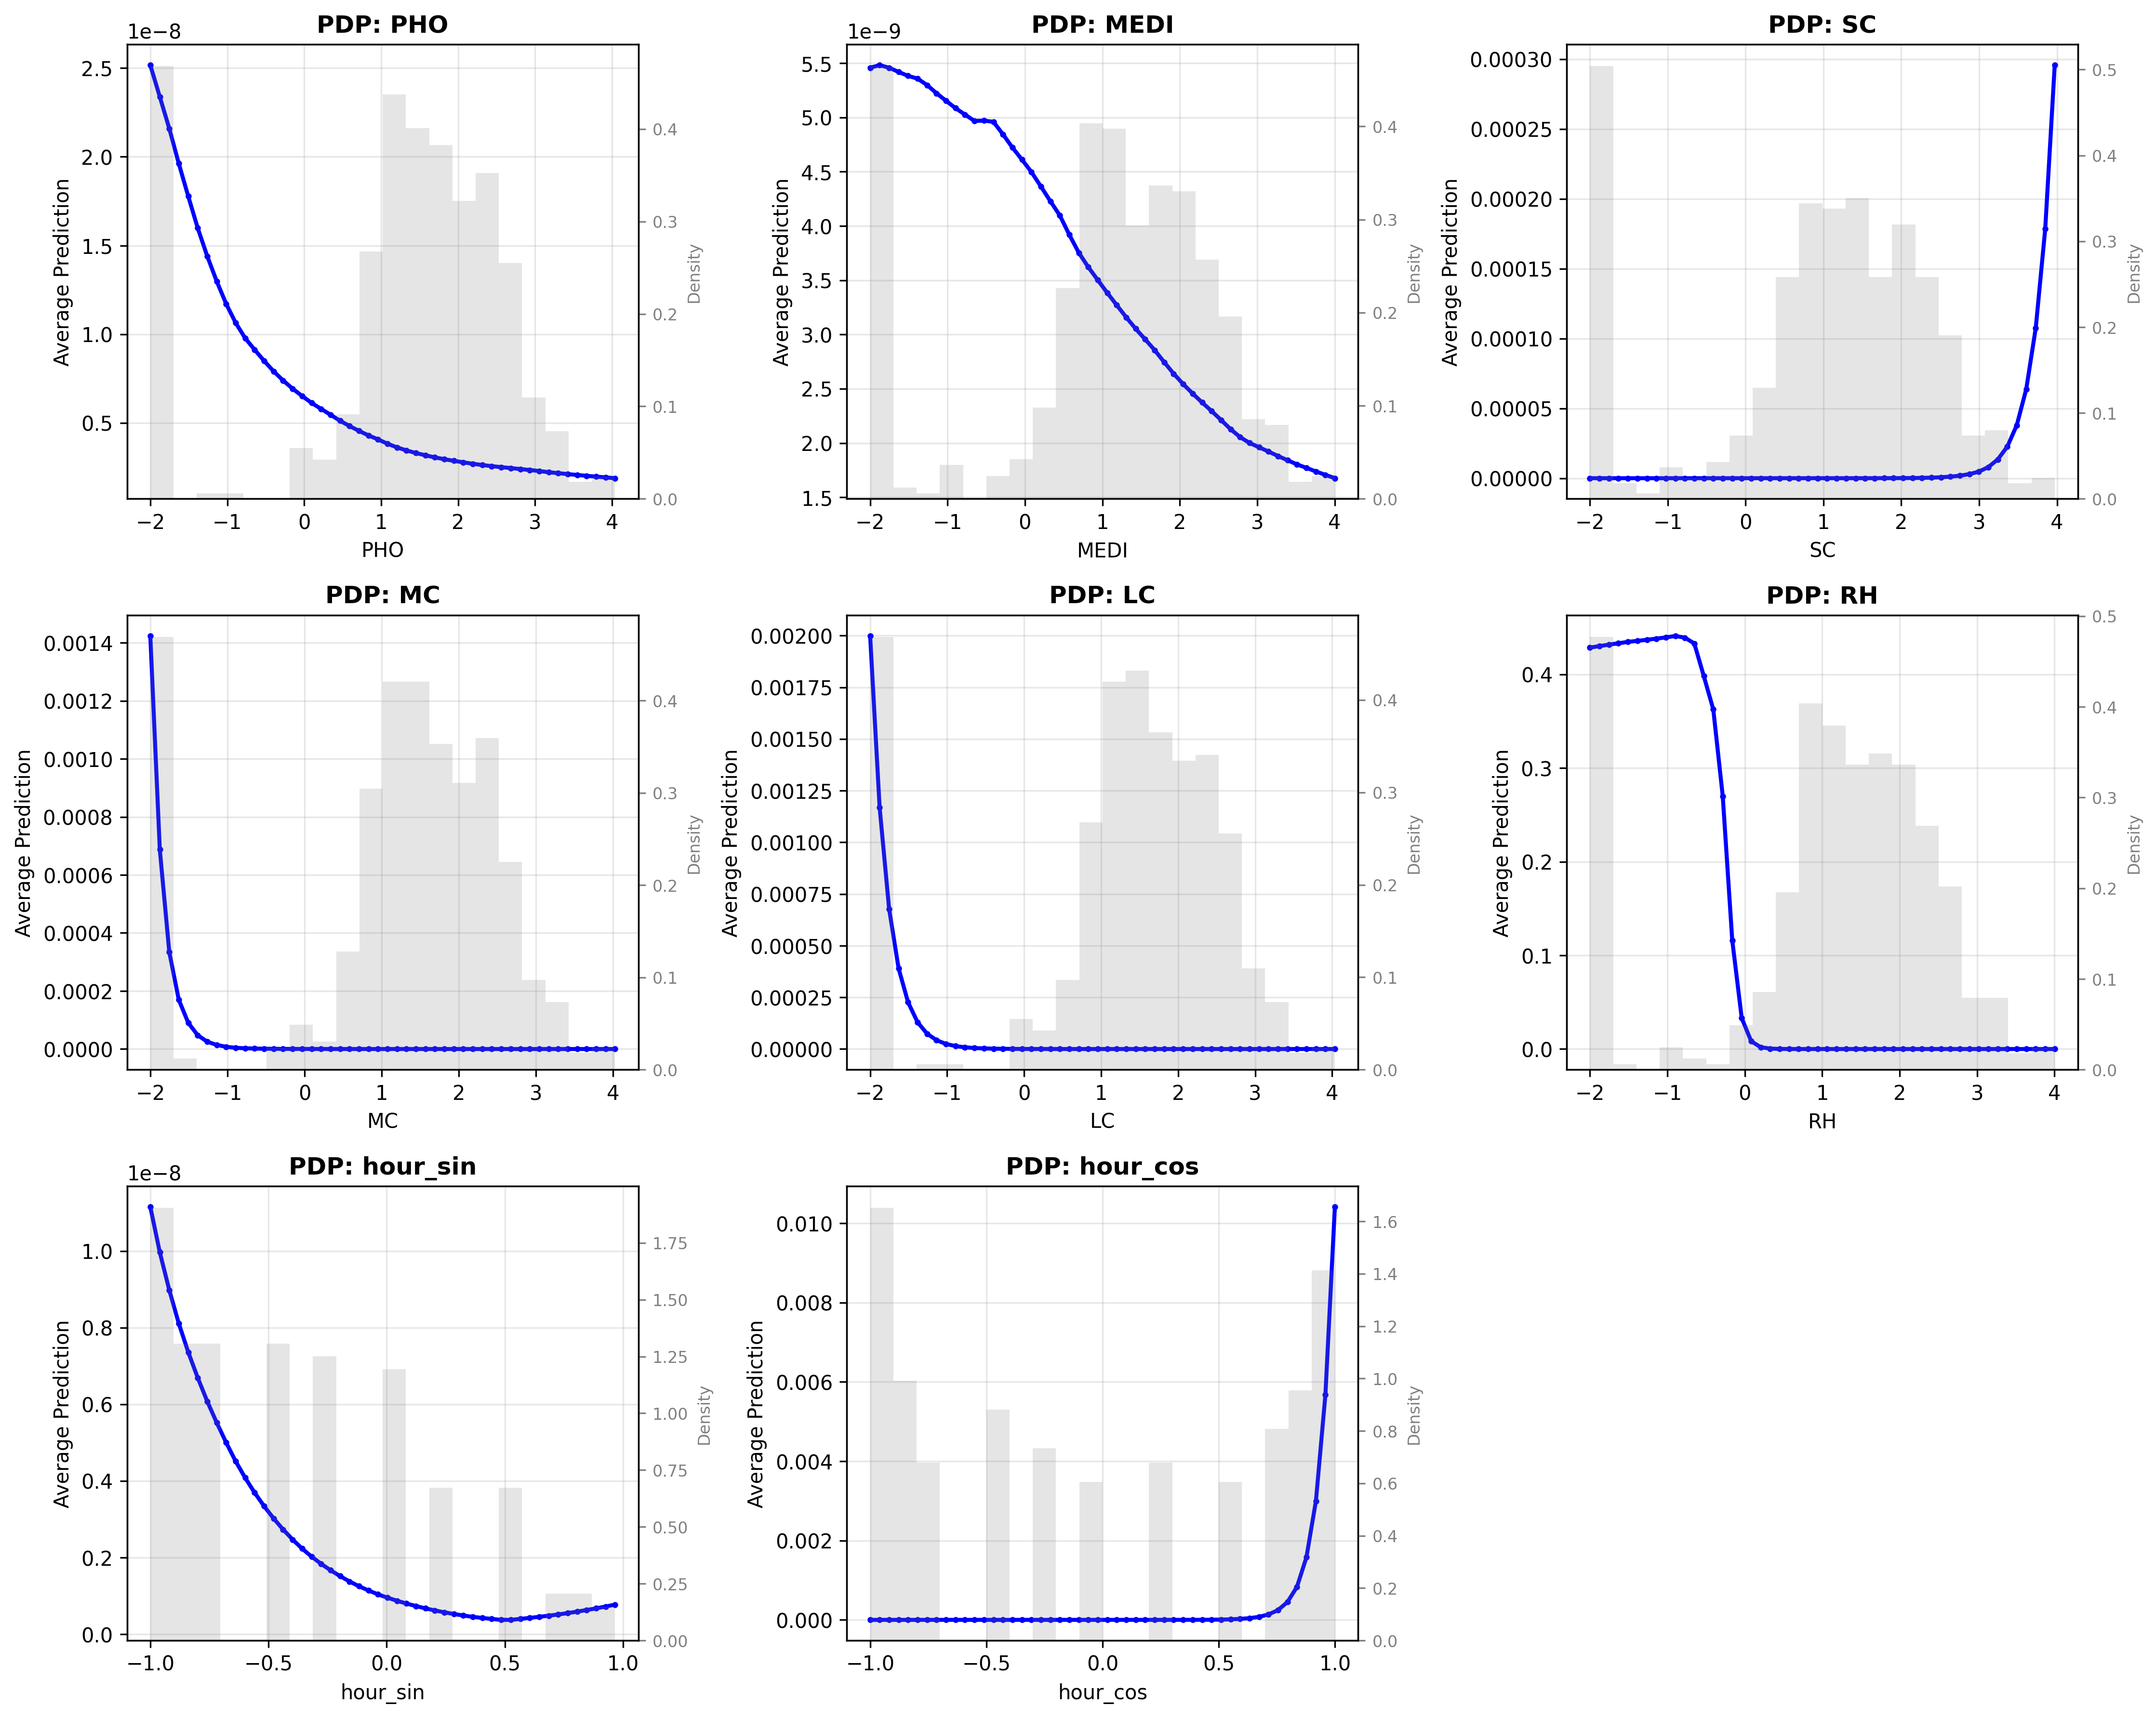 PDP: PHO
1e−8
Average Prediction
2.5
2.0
1.5
1.0
0.5
0.4
0.3
0.2
0.1
0.0
Density
−2 −1 0 1 2 3 4
PHO
PDP: MEDI
1e−9
Average Prediction
5.5
5.0
4.5
4.0
3.5
3.0
2.5
2.0
1.5
0.4
0.3
0.2
0.1
0.0
Density
−2 −1 0 1 2 3 4
MEDI
PDP: SC
Average Prediction
0.00030
0.00025
0.00020
0.00015
0.00010
0.00005
0.00000
0.5
0.4
0.3
0.2
0.1
0.0
Density
−2 −1 0 1 2 3 4
SC
PDP: MC
Average Prediction
0.0014
0.0012
0.0010
0.0008
0.0006
0.0004
0.0002
0.0000
0.4
0.3
0.2
0.1
0.0
Density
−2 −1 0 1 2 3 4
MC
PDP: LC
Average Prediction
0.00200
0.00175
0.00150
0.00125
0.00100
0.00075
0.00050
0.00025
0.00000
0.4
0.3
0.2
0.1
0.0
Density
−2 −1 0 1 2 3 4
LC
PDP: RH
Average Prediction
0.4
0.3
0.2
0.1
0.0
0.5
0.4
0.3
0.2
0.1
0.0
Density
−2 −1 0 1 2 3 4
RH
PDP: hour_sin
1e−8
Average Prediction
1.0
0.8
0.6
0.4
0.2
0.0
1.75
1.50
1.25
1.00
0.75
0.50
0.25
0.00
Density
−1.0 −0.5 0.0 0.5 1.0
hour_sin
PDP: hour_cos
Average Prediction
0.010
0.008
0.006
0.004
0.002
0.000
1.6
1.4
1.2
1.0
0.8
0.6
0.4
0.2
0.0
Density
−1.0 −0.5 0.0 0.5 1.0
hour_cos